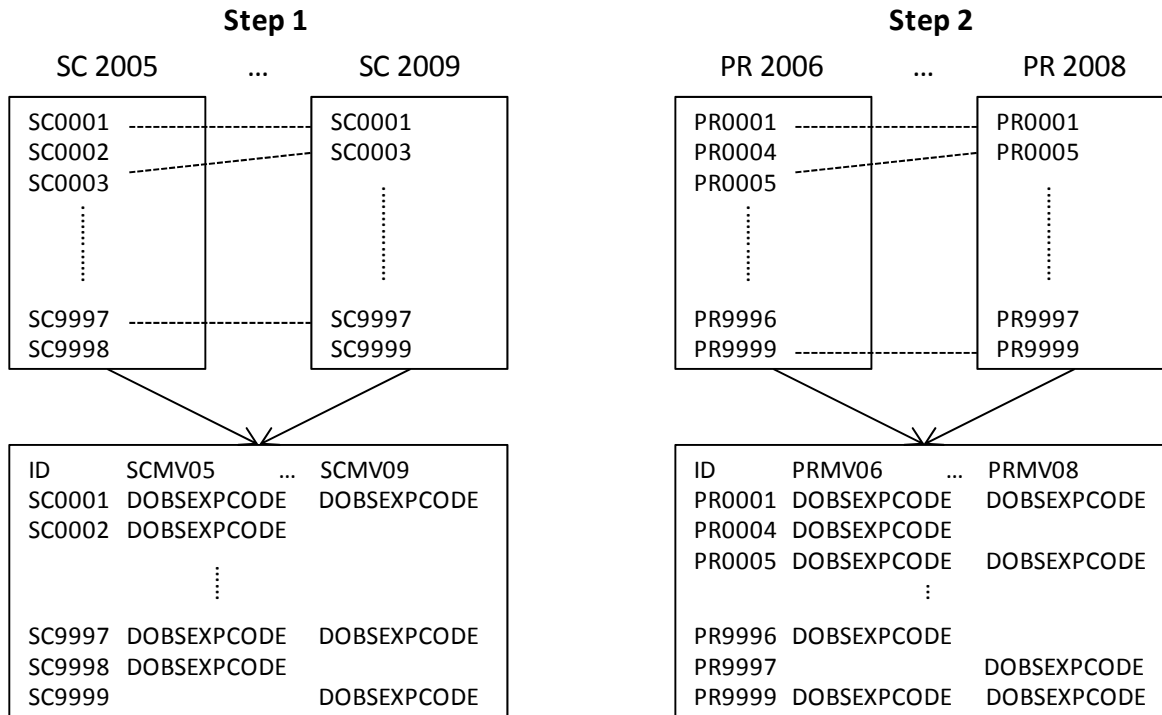 Step 1
SC 2005 ... SC 2009
SC0001 SC0001
SC0002 SC0003
SC0003
SC9997 SC9997
SC9998 SC9999
ID SCMV05 ... SCMV09
SC0001 DOBSEXPCODE DOBSEXPCODE
SC0002 DOBSEXPCODE
SC9997 DOBSEXPCODE DOBSEXPCODE
SC9998 DOBSEXPCODE
SC9999 DOBSEXPCODE
Step 2
PR 2006 ... PR 2008
PR0001 PR0001
PR0004 PR0005
PR0005
PR9996 PR9997
PR9999 PR9999
ID PRMV06 ... PRMV08
PR0001 DOBSEXPCODE DOBSEXPCODE
PR0004 DOBSEXPCODE
PR0005 DOBSEXPCODE DOBSEXPCODE
PR9996 DOBSEXPCODE
PR9997 DOBSEXPCODE
PR9999 DOBSEXPCODE DOBSEXPCODE